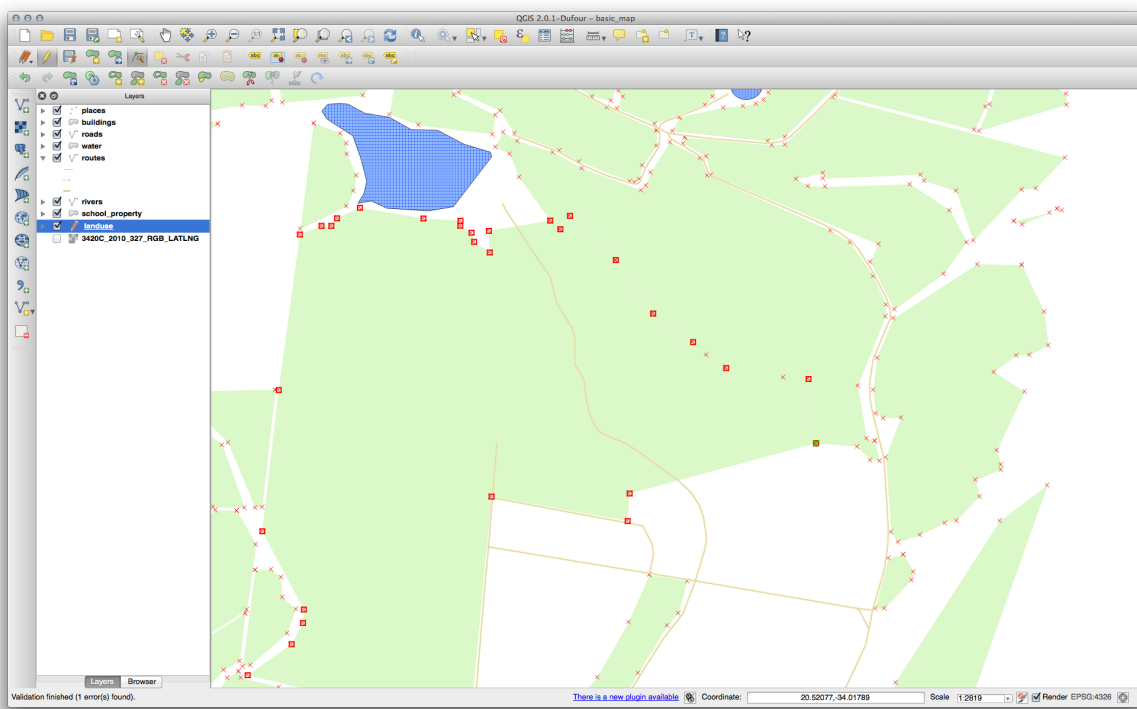 QGIS 2.0.1-Dufour – basic_map
Layers
places
buildings
roads
water
routes
rivers
school_property
landuse
3420C_2010_327_RGB_LATLNG
Layers Browser
Validation finished (1 error(s) found). There is a new plugin available Coordinate: 20.52077,-34.01789 Scale 1:2819 Render EPSG:4326